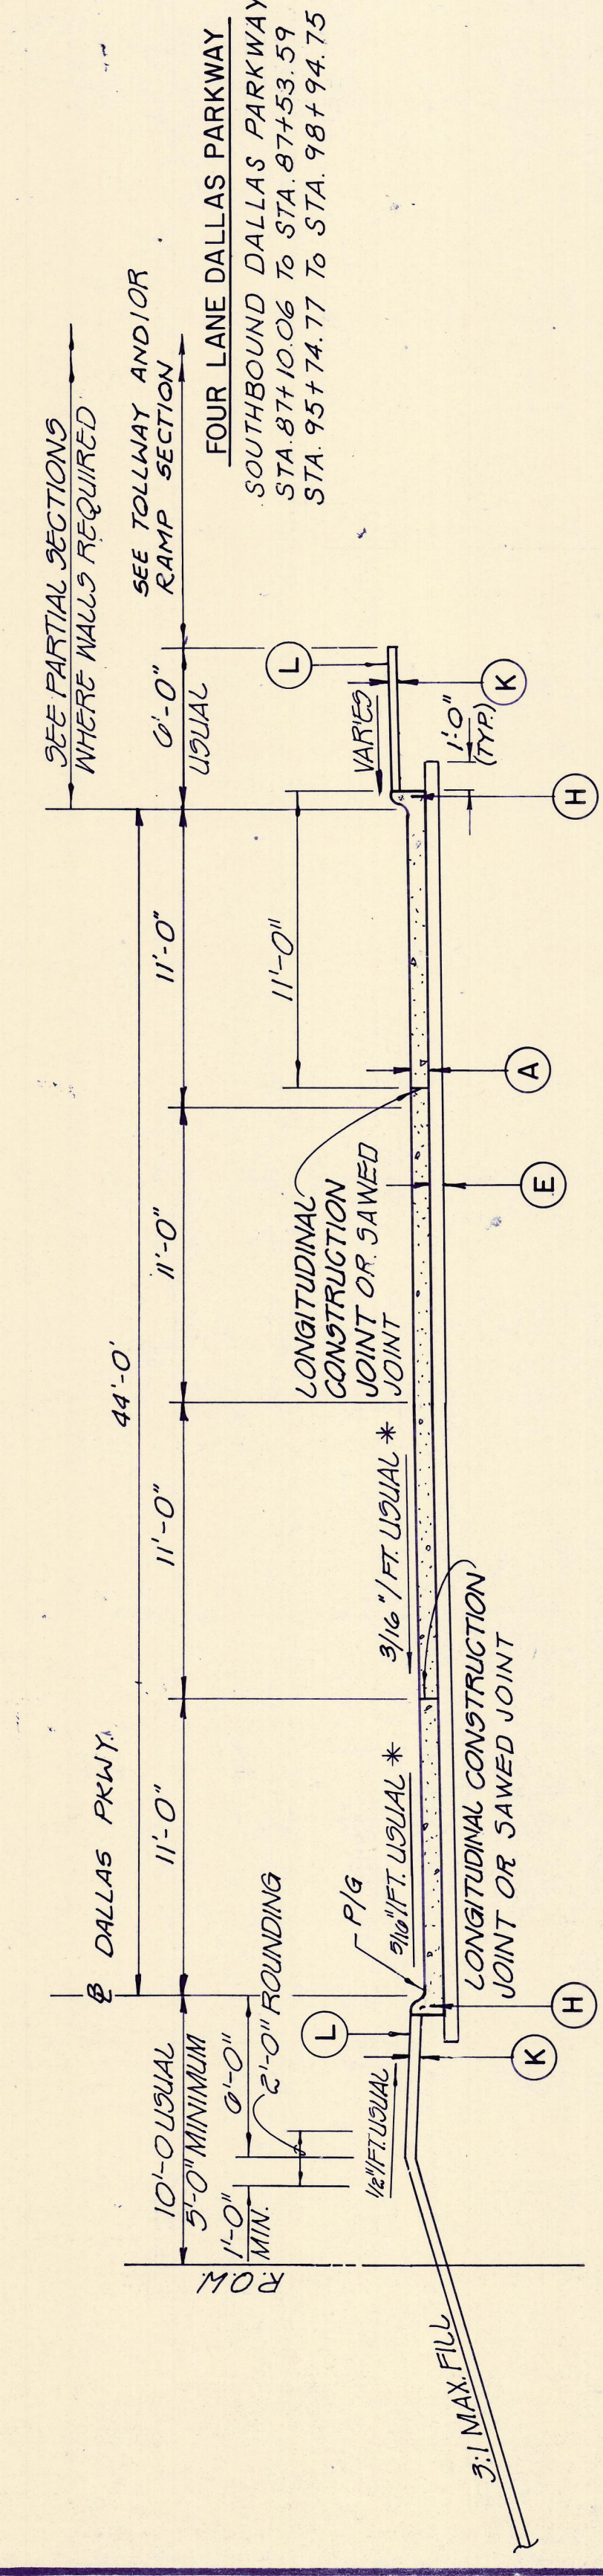 SEE PARTIAL SECTIONS
WHERE WALLS REQUIRED
SEE TOLLWAY AND/OR
RAMP SECTION
6'-0"
USUAL
44'-0'
11'-0"
11'-0"
11'-0"
11'-0"
℄ DALLAS PKWY.
10'-0 USUAL
5'-0" MINIMUM
6'-0"
1'-0"
MIN.
2'-0" ROUNDING
R.O.W.
11'-0"
LONGITUDINAL
CONSTRUCTION
JOINT OR SAWED
JOINT
VARIES
L
K
1'-0"
(TYP.)
H
A
E
3/16"/FT. USUAL *
3/16"/FT. USUAL *
P/G
L
1/2"/FT. USUAL
K
H
LONGITUDINAL CONSTRUCTION
JOINT OR SAWED JOINT
3:1 MAX. FILL
FOUR LANE DALLAS PARKWAY
SOUTHBOUND DALLAS PARKWAY
STA. 87+10.06 TO STA. 87+53.59
STA. 95+74.77 TO STA. 98+94.75